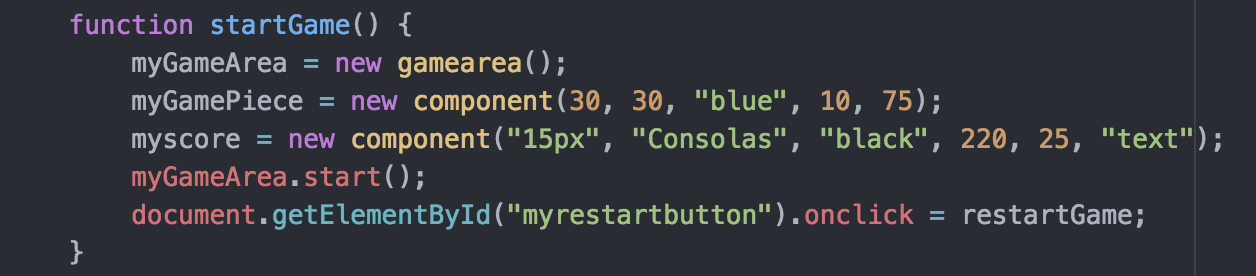 function startGame() {
myGameArea = new gamearea();
myGamePiece = new component(30, 30, "blue", 10, 75);
myscore = new component("15px", "Consolas", "black", 220, 25, "text");
myGameArea.start();
document.getElementById("myrestartbutton").onclick = restartGame;
}